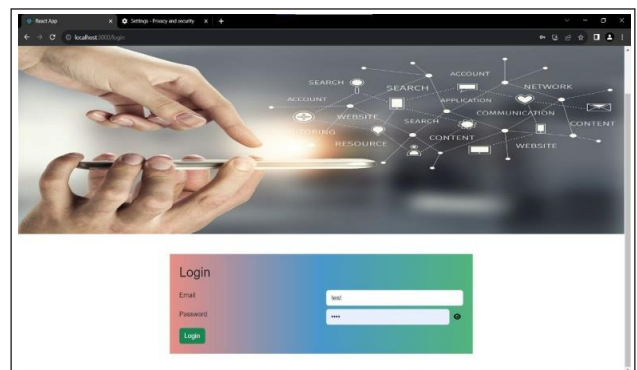 React App
Settings - Privacy and security
localhost:3000/login
SEARCH
ACCOUNT
SEARCH
NETWORK
ACCOUNT
APPLICATION
WEBSITE
COMMUNICATION
SEARCH
CONTENT
CONTENT
RESOURCE
WEBSITE
Login
Email
test
Password
••••
Login